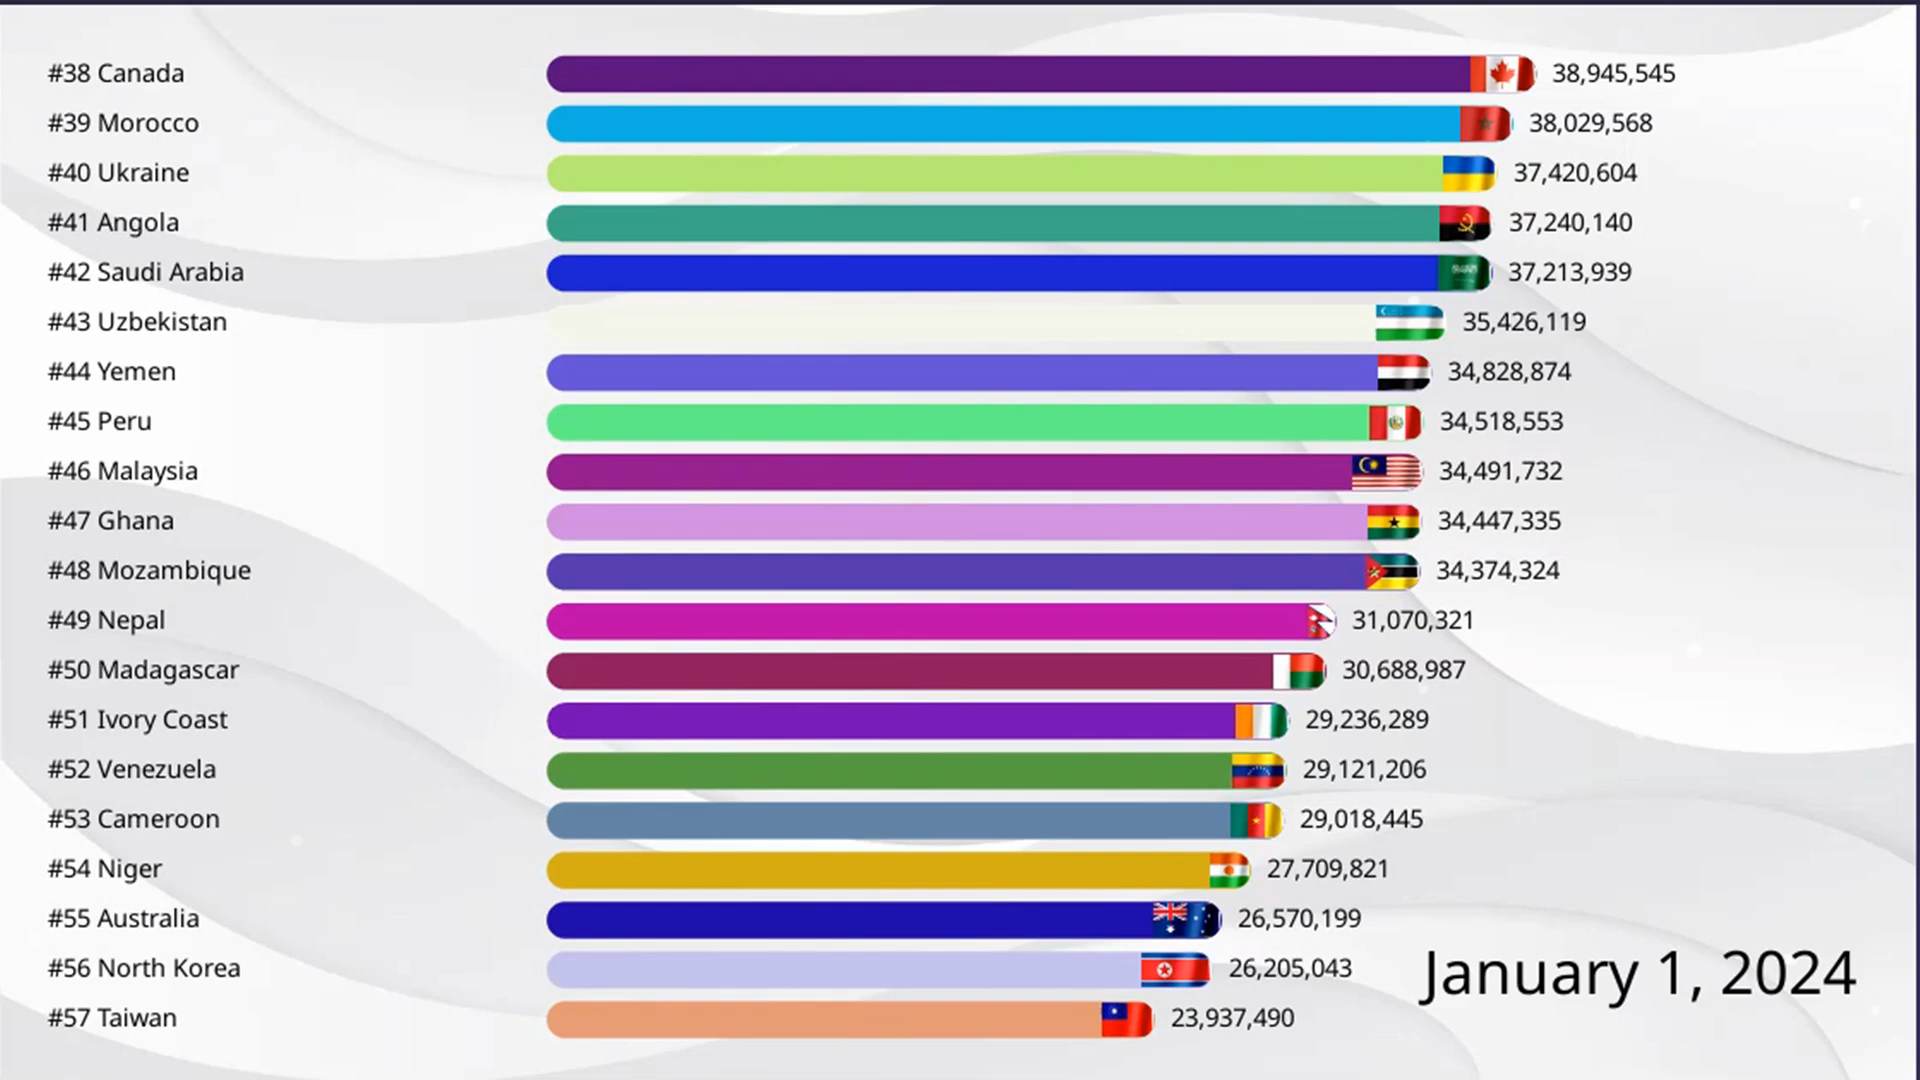 #38 Canada 38,945,545
#39 Morocco 38,029,568
#40 Ukraine 37,420,604
#41 Angola 37,240,140
#42 Saudi Arabia 37,213,939
#43 Uzbekistan 35,426,119
#44 Yemen 34,828,874
#45 Peru 34,518,553
#46 Malaysia 34,491,732
#47 Ghana 34,447,335
#48 Mozambique 34,374,324
#49 Nepal 31,070,321
#50 Madagascar 30,688,987
#51 Ivory Coast 29,236,289
#52 Venezuela 29,121,206
#53 Cameroon 29,018,445
#54 Niger 27,709,821
#55 Australia 26,570,199
#56 North Korea 26,205,043
January 1, 2024
#57 Taiwan 23,937,490